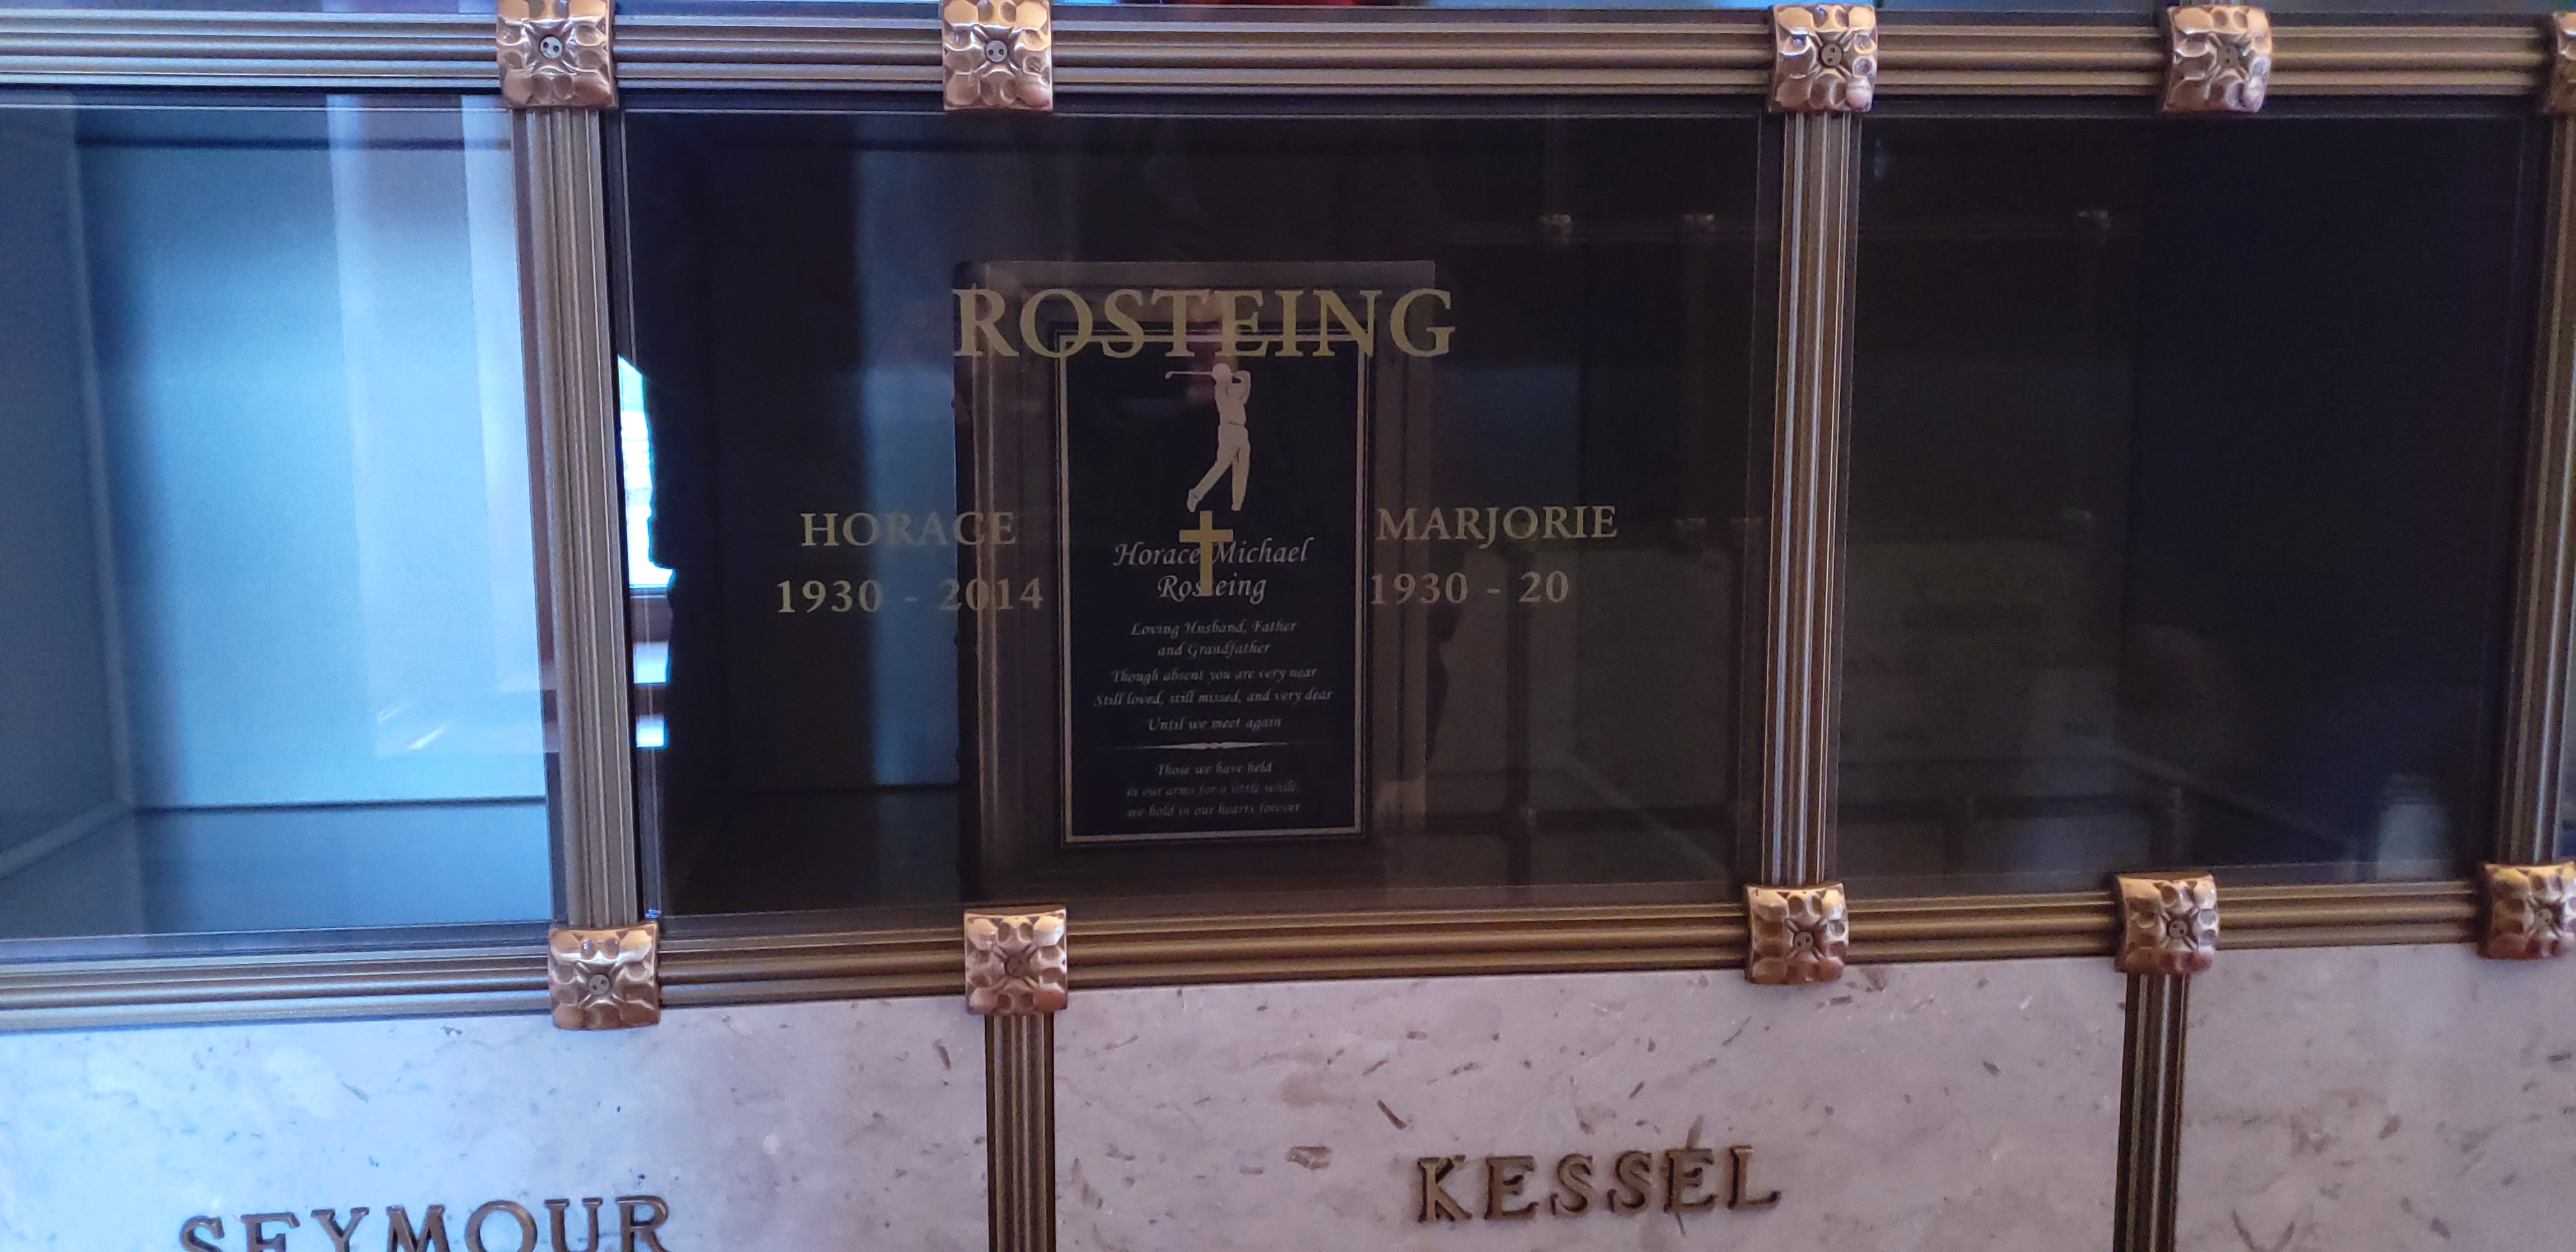 ROSTEING
HORACE
1930 - 2014
MARJORIE
1930 - 20
Horace Michael
Rosteing
Loving Husband, Father
and Grandfather
Though absent you are very near
Still loved, still missed, and very dear
Until we meet again
Those we have held
in our arms for a little while,
we hold in our hearts forever
SEYMOUR
KESSEL